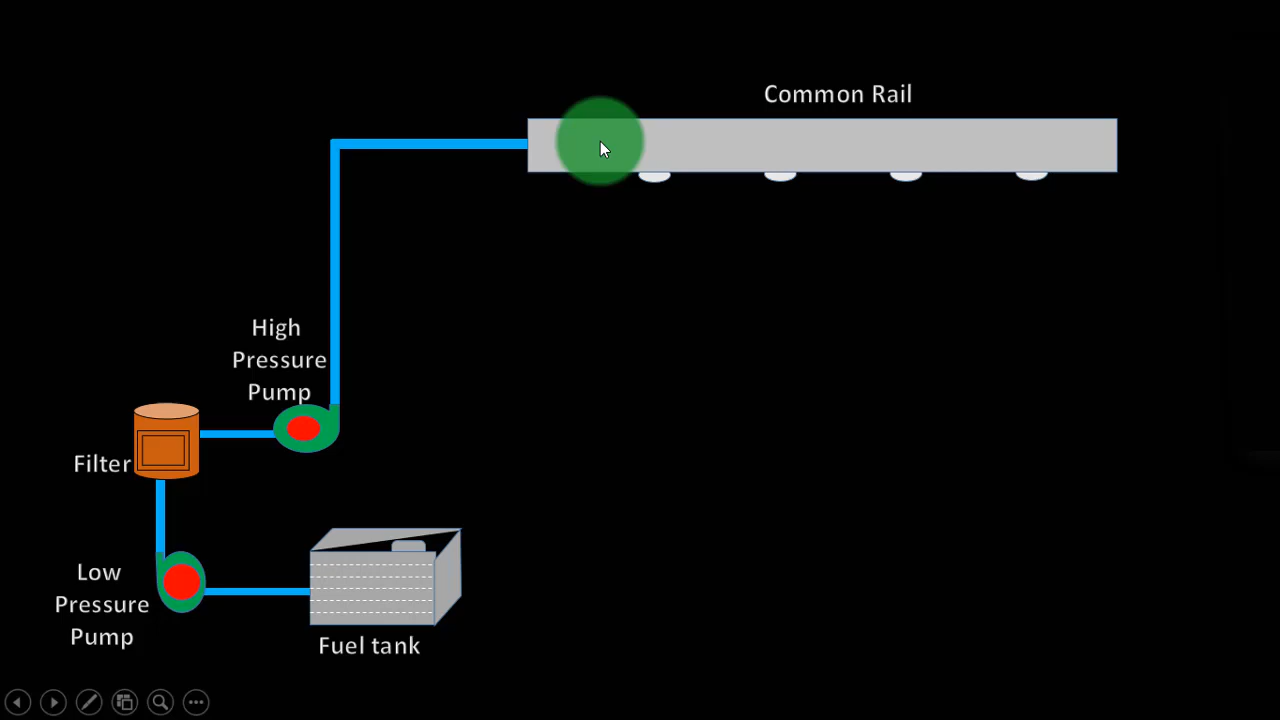 Common Rail
High
Pressure
Pump
Filter
Low
Pressure
Pump
Fuel tank